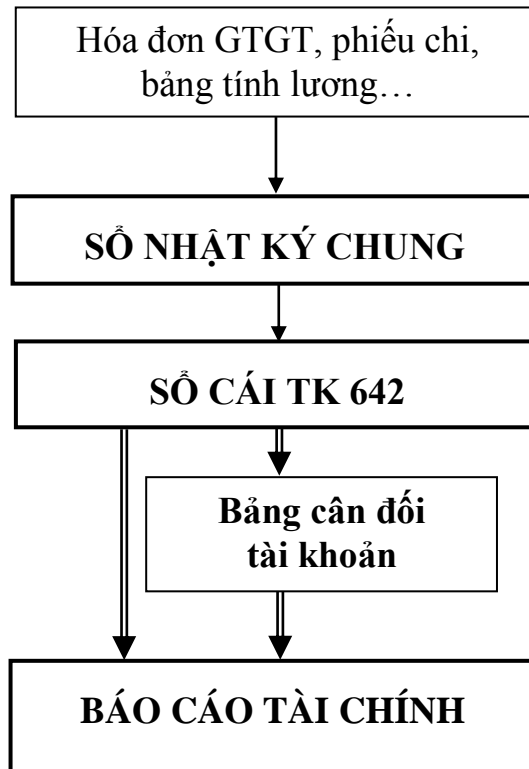 Hóa đơn GTGT, phiếu chi,
bảng tính lương…
SỔ NHẬT KÝ CHUNG
SỔ CÁI TK 642
Bảng cân đối
tài khoản
BÁO CÁO TÀI CHÍNH